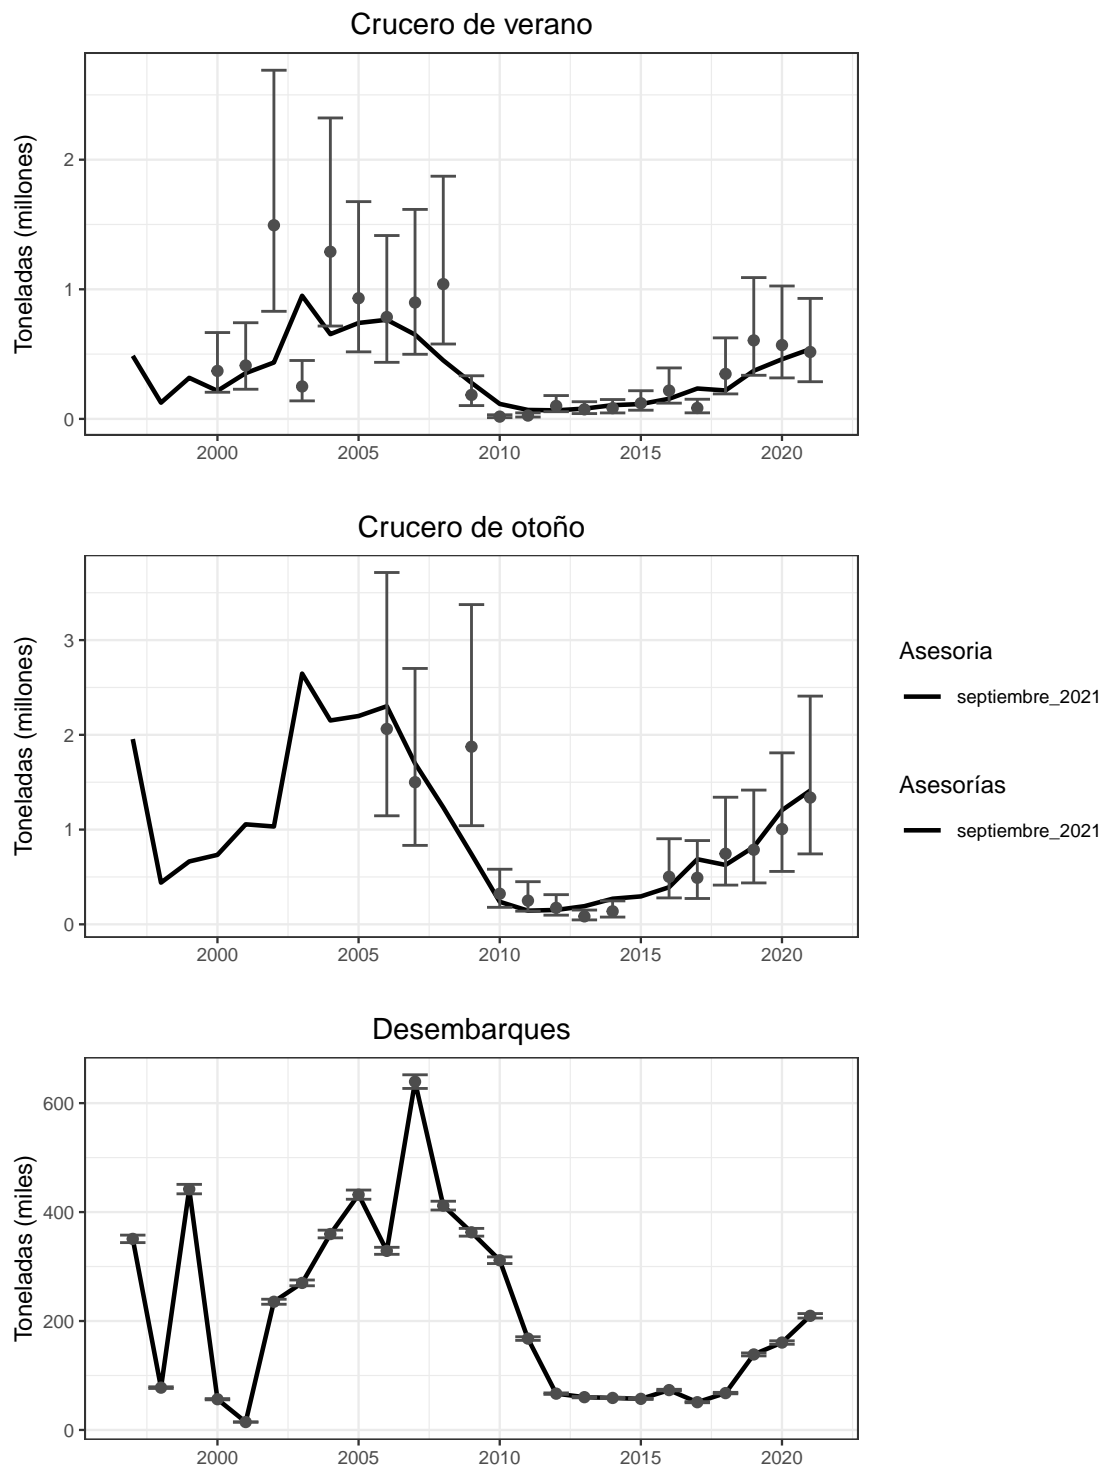 Crucero de verano
Toneladas (millones)
2
1
0
2000 2005 2010 2015 2020
Crucero de otoño
Toneladas (millones)
3
2
1
0
2000 2005 2010 2015 2020
Asesoria
septiembre_2021
Asesorías
septiembre_2021
Desembarques
Toneladas (miles)
600
400
200
0
2000 2005 2010 2015 2020